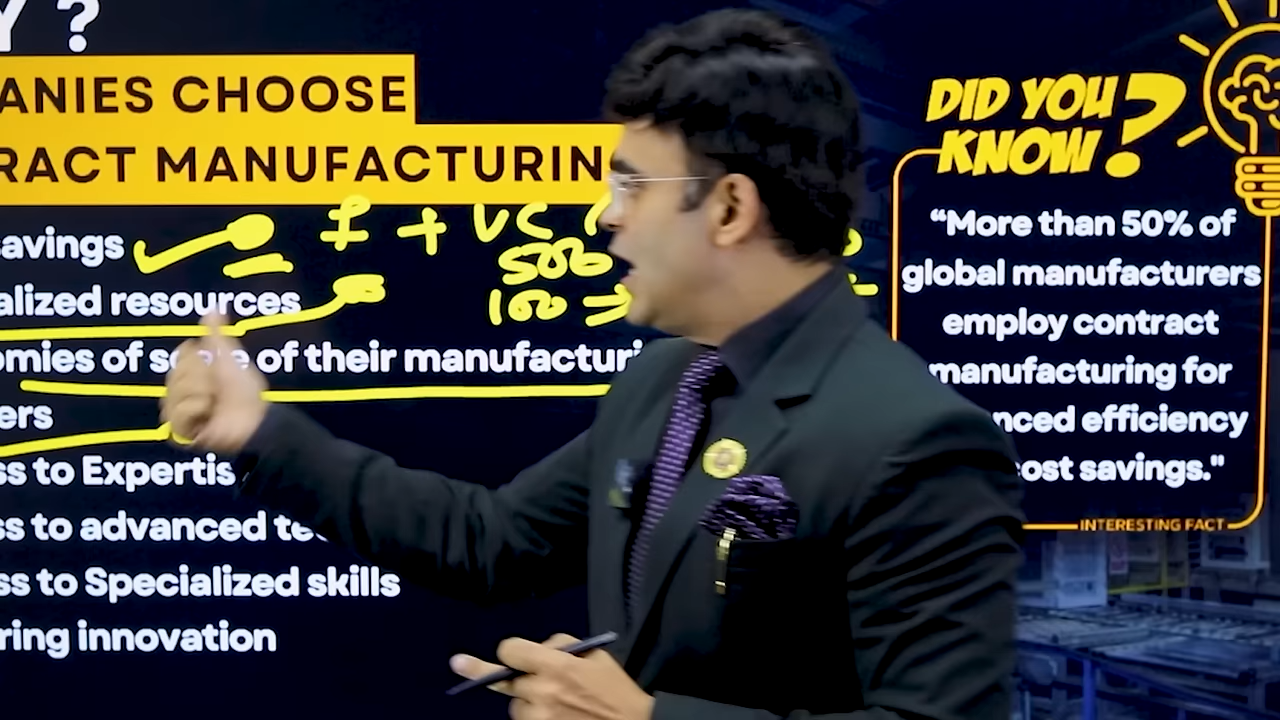 Y ?
ANIES CHOOSE
RACT MANUFACTURIN
savings
£ + VC
500
alized resources
100 →
omies of scale of their manufacturi
ers
ss to Expertis
ss to advanced te
ss to Specialized skills
ring innovation
DID YOU
KNOW?
“More than 50% of
global manufacturers
employ contract
manufacturing for
nced efficiency
cost savings."
INTERESTING FACT